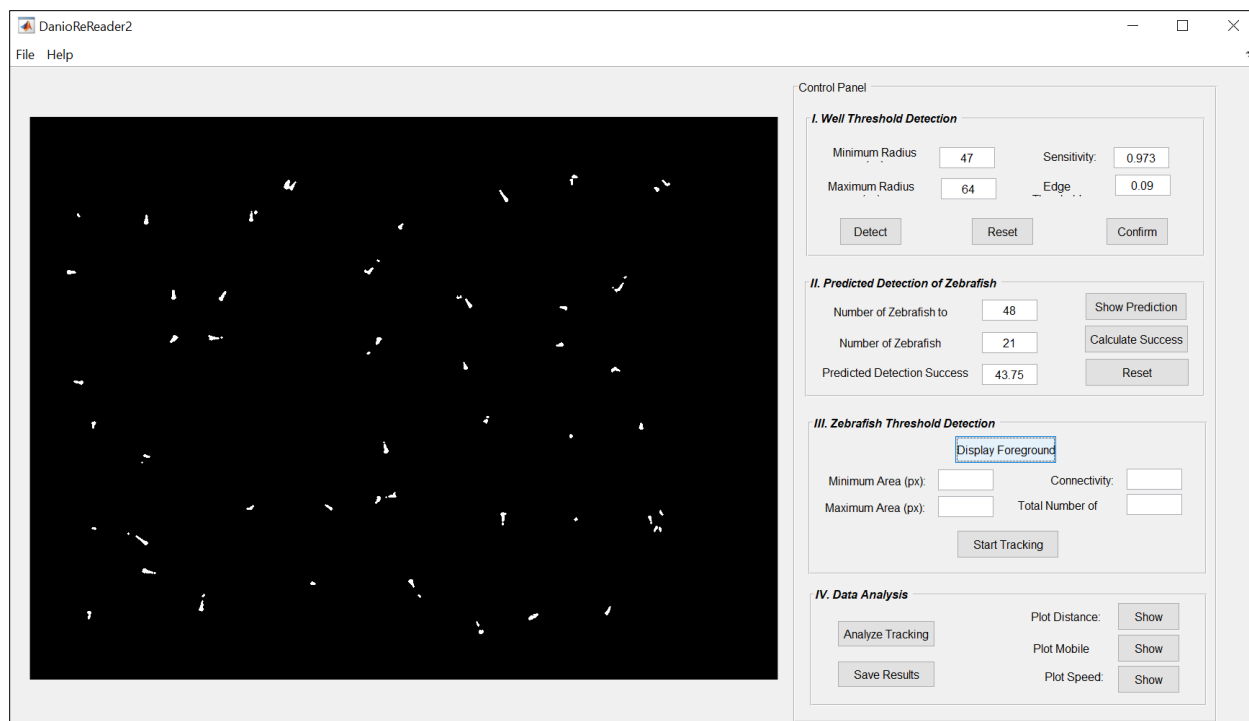 DanioReReader2
File Help
Control Panel
I. Well Threshold Detection
Minimum Radius 47 Sensitivity: 0.973
Maximum Radius 64 Edge 0.09
Detect Reset Confirm
II. Predicted Detection of Zebrafish
Number of Zebrafish to 48 Show Prediction
Number of Zebrafish 21 Calculate Success
Predicted Detection Success 43.75 Reset
III. Zebrafish Threshold Detection
Display Foreground
Minimum Area (px): Connectivity:
Maximum Area (px): Total Number of
Start Tracking
IV. Data Analysis
Plot Distance: Show
Analyze Tracking
Plot Mobile Show
Save Results
Plot Speed: Show